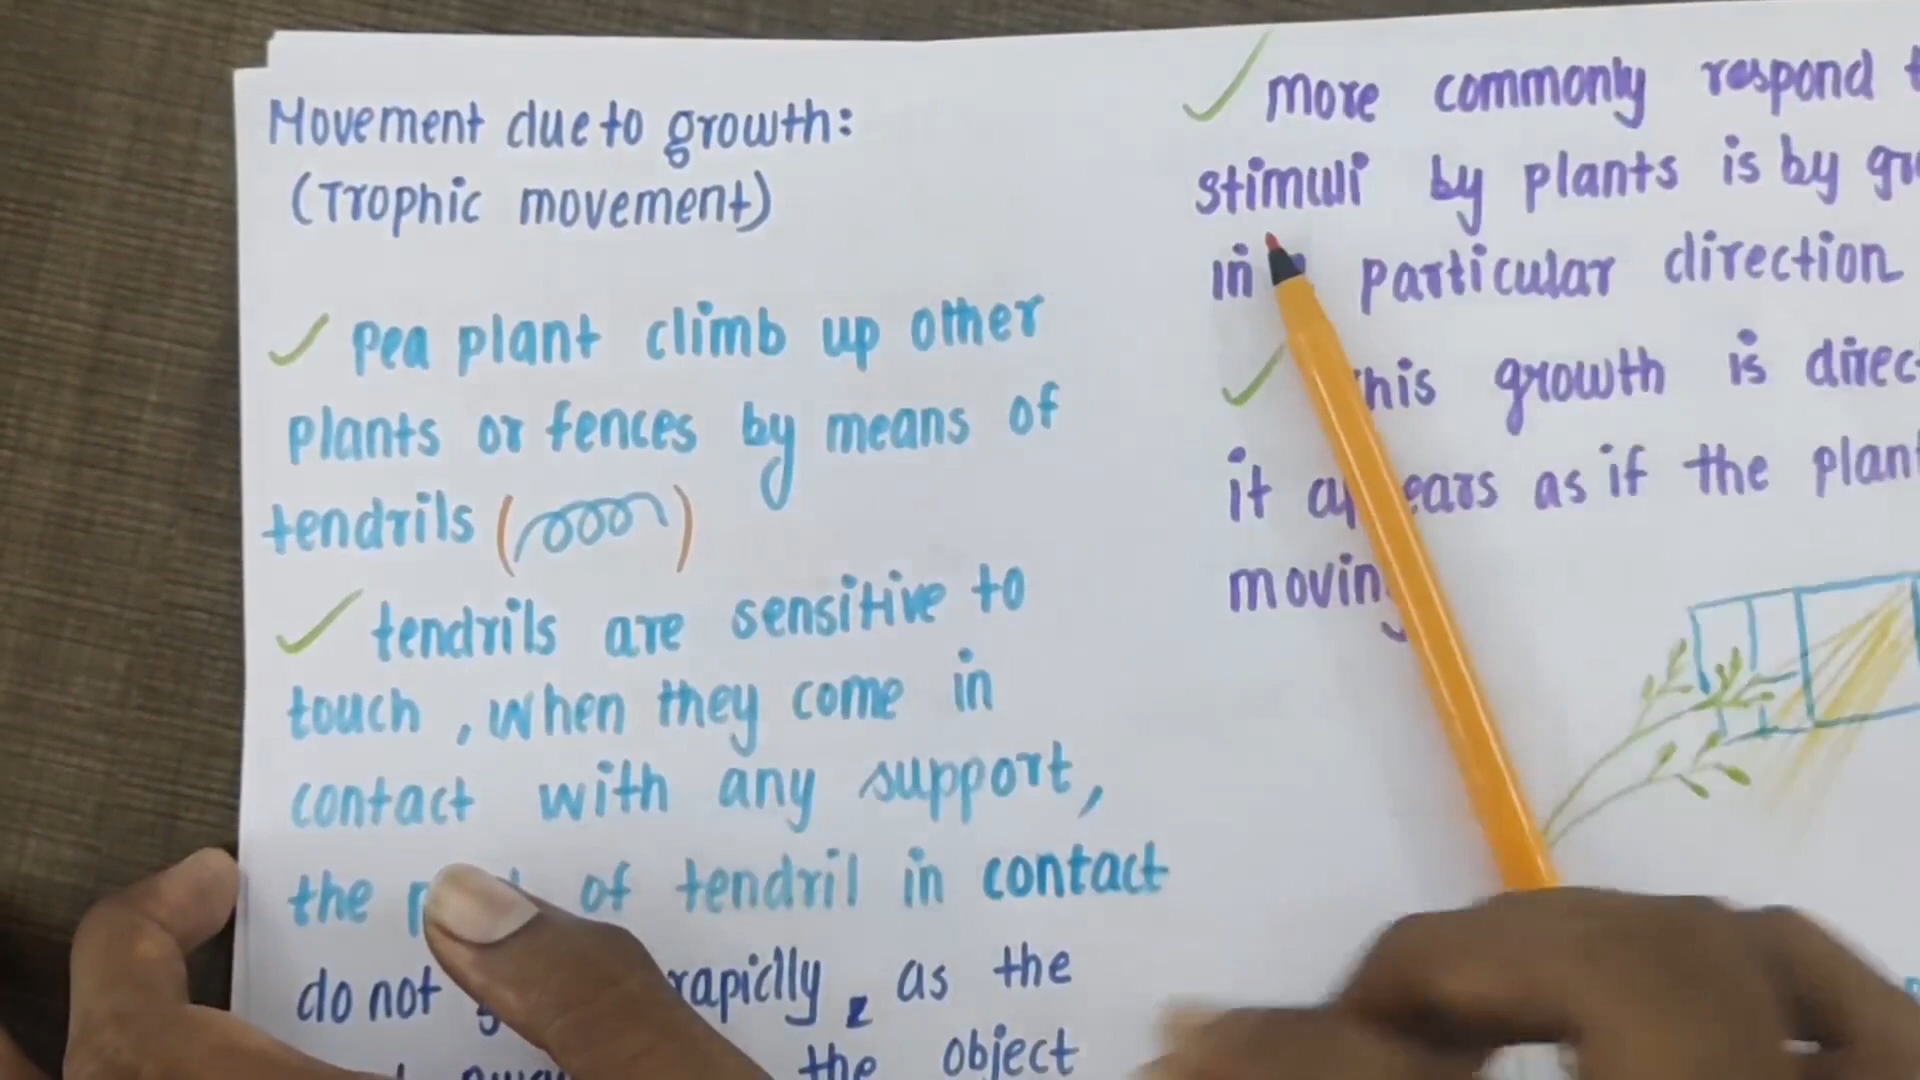 Movement due to growth:
(Trophic movement)
pea plant climb up other
plants or fences by means of
tendrils
tendrils are sensitive to
touch, when they come in
contact with any support,
the of tendril in contact
do not rapidly, as the
the object
more commonly respond
stimuli by plants is by
in particular direction
growth is
it as if the